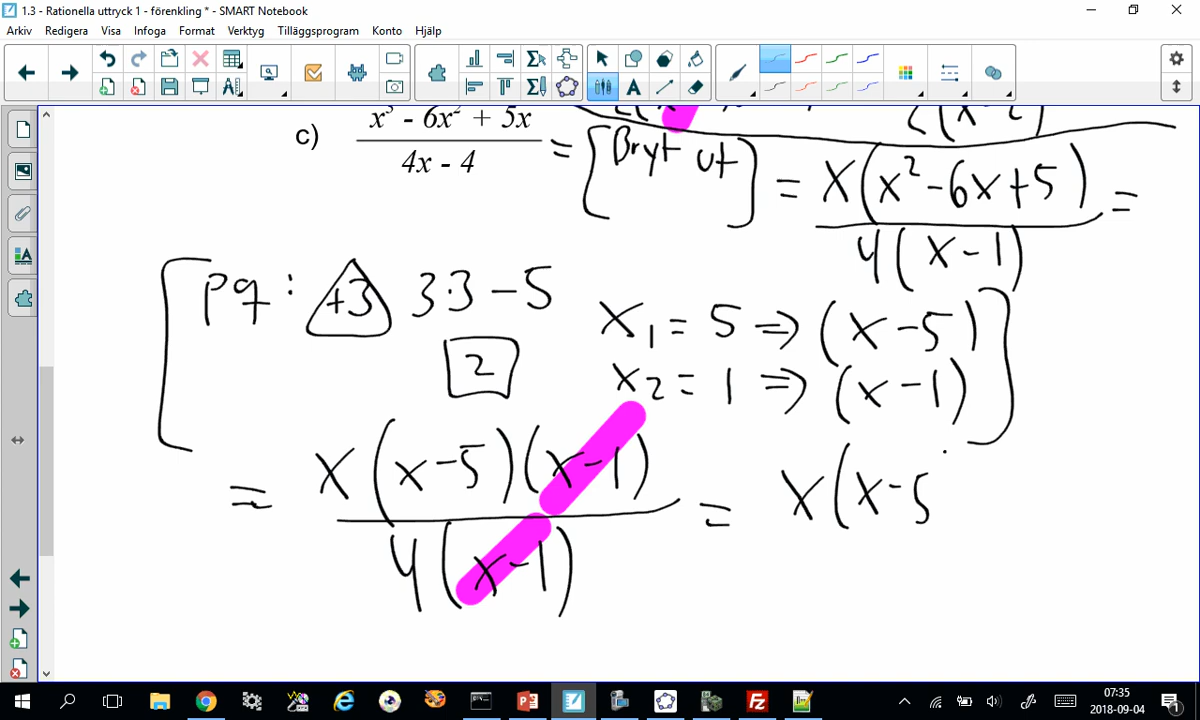 1.3 - Rationella uttryck 1 - förenkling * - SMART Notebook
Arkiv Redigera Visa Infoga Format Verktyg Tilläggsprogram Konto Hjälp
c) x³ - 6x² + 5x
4x - 4
= [Bryt ut] = x(x²-6x+5) =
4(x-1)
pq: +3 3·3-5
2
x₁ = 5 => (x-5)
x₂ = 1 => (x-1)
= x(x-5)(x-1)
4(x-1)
= x(x-5
07:35
2018-09-04
1